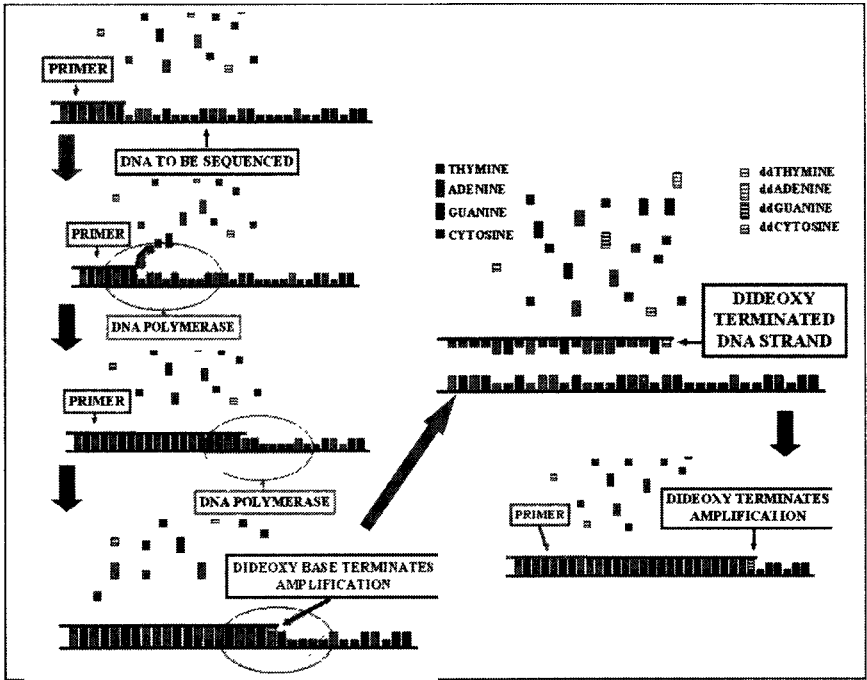 PRIMER
DNA TO BE SEQUENCED
PRIMER
DNA POLYMERASE
PRIMER
DNA POLYMERASE
DIDEOXY BASE TERMINATES
AMPLIFICATION
THYMINE
ADENINE
GUANINE
CYTOSINE
ddTHYMINE
ddADENINE
ddGUANINE
ddCYTOSINE
DIDEOXY
TERMINATED
DNA STRAND
PRIMER
DIDEOXY TERMINATES
AMPLIFICATION